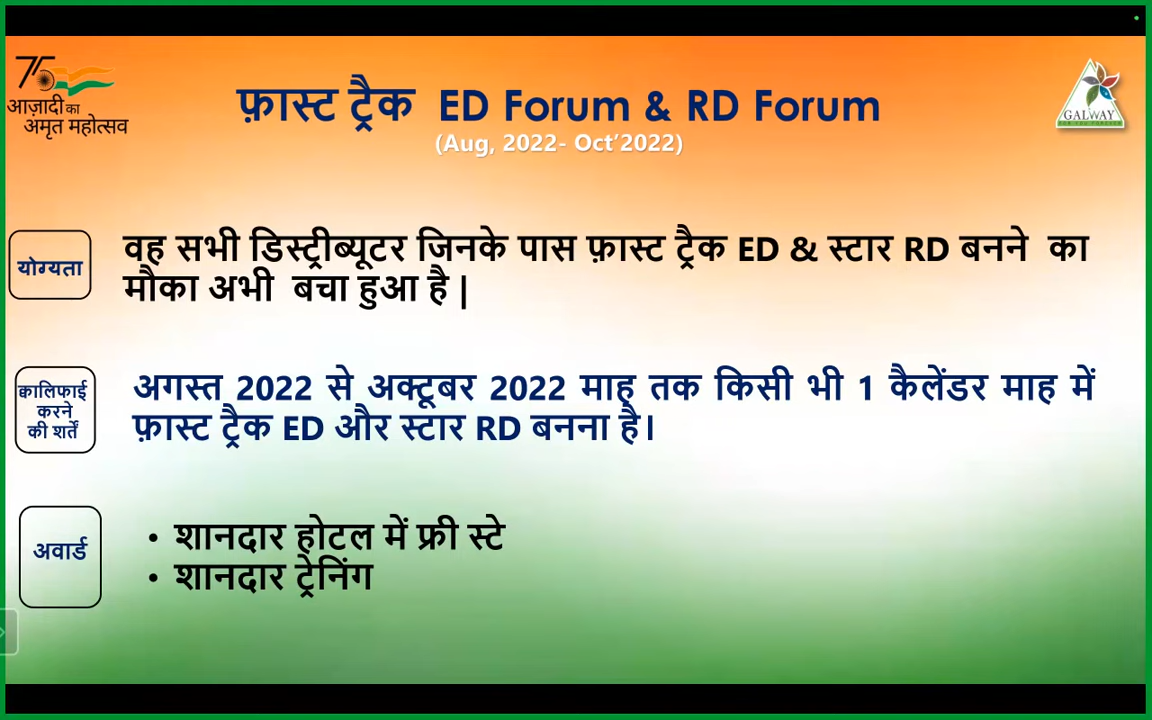 75
आज़ादी का
अमृत महोत्सव
फ़ास्ट ट्रैक ED Forum & RD Forum
(Aug, 2022- Oct'2022)
GALWAY
योग्यता
वह सभी डिस्ट्रीब्यूटर जिनके पास फ़ास्ट ट्रैक ED & स्टार RD बनने का
मौका अभी बचा हुआ है |
क्वालिफाई
करने
की शर्तें
अगस्त 2022 से अक्टूबर 2022 माह तक किसी भी 1 कैलेंडर माह में
फ़ास्ट ट्रैक ED और स्टार RD बनना है।
अवार्ड
• शानदार होटल में फ्री स्टे
• शानदार ट्रेनिंग